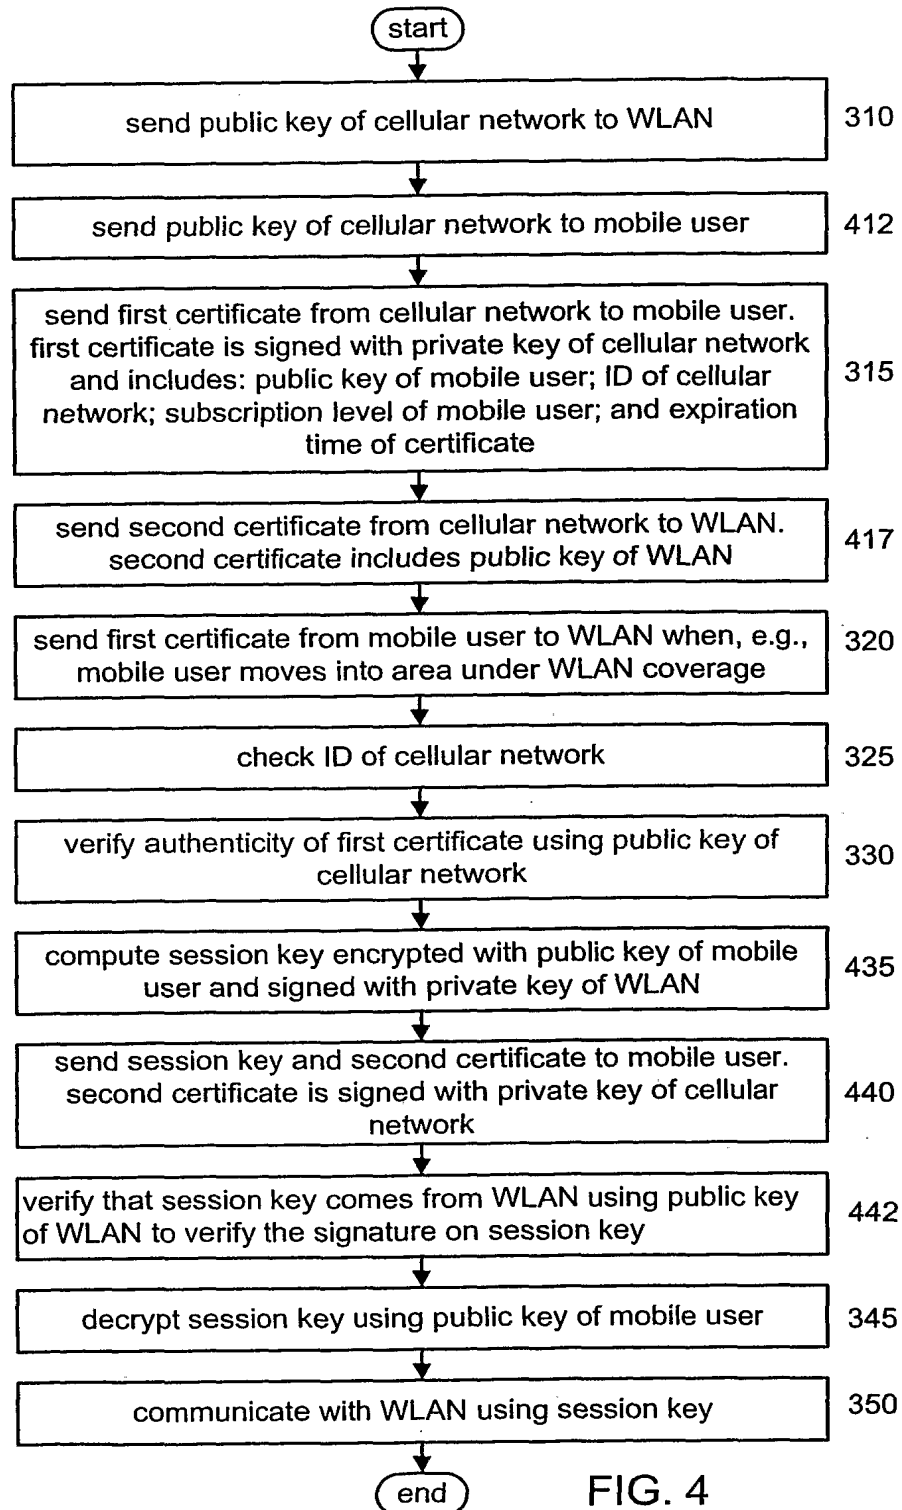 start
send public key of cellular network to WLAN
310
send public key of cellular network to mobile user
412
send first certificate from cellular network to mobile user.
first certificate is signed with private key of cellular network
and includes: public key of mobile user; ID of cellular
network; subscription level of mobile user; and expiration
time of certificate
315
send second certificate from cellular network to WLAN.
second certificate includes public key of WLAN
417
send first certificate from mobile user to WLAN when, e.g.,
mobile user moves into area under WLAN coverage
320
check ID of cellular network
325
verify authenticity of first certificate using public key of
cellular network
330
compute session key encrypted with public key of mobile
user and signed with private key of WLAN
435
send session key and second certificate to mobile user.
second certificate is signed with private key of cellular
network
440
verify that session key comes from WLAN using public key
of WLAN to verify the signature on session key
442
decrypt session key using public key of mobile user
345
communicate with WLAN using session key
350
end
FIG. 4